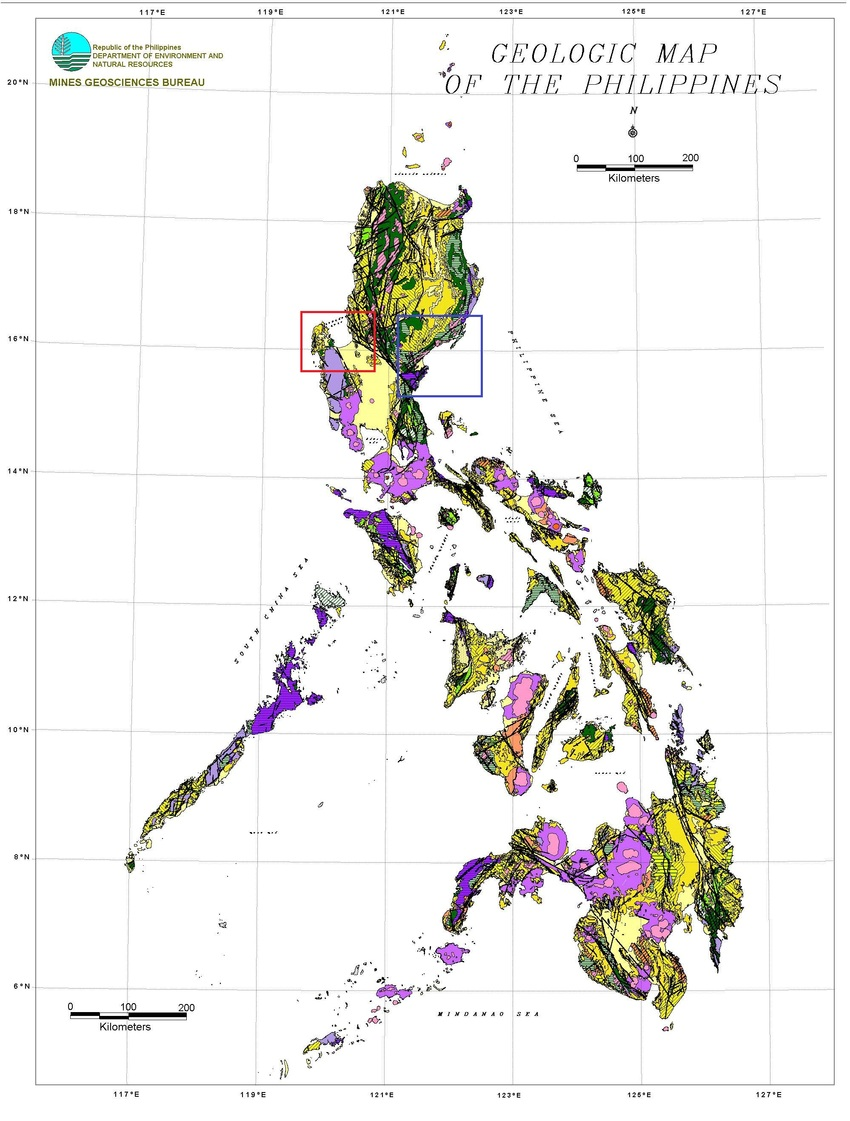 117°E 119°E 121°E 123°E 125°E 127°E
Republic of the Philippines
DEPARTMENT OF ENVIRONMENT AND
NATURAL RESOURCES
MINES GEOSCIENCES BUREAU
GEOLOGIC MAP
OF THE PHILIPPINES
N
0 100 200
Kilometers
20°N
18°N
16°N
PHILIPPINE SEA
14°N
SOUTH CHINA SEA
12°N
10°N
8°N
6°N
0 100 200
Kilometers
MINDANAO SEA
117°E 119°E 121°E 123°E 125°E 127°E